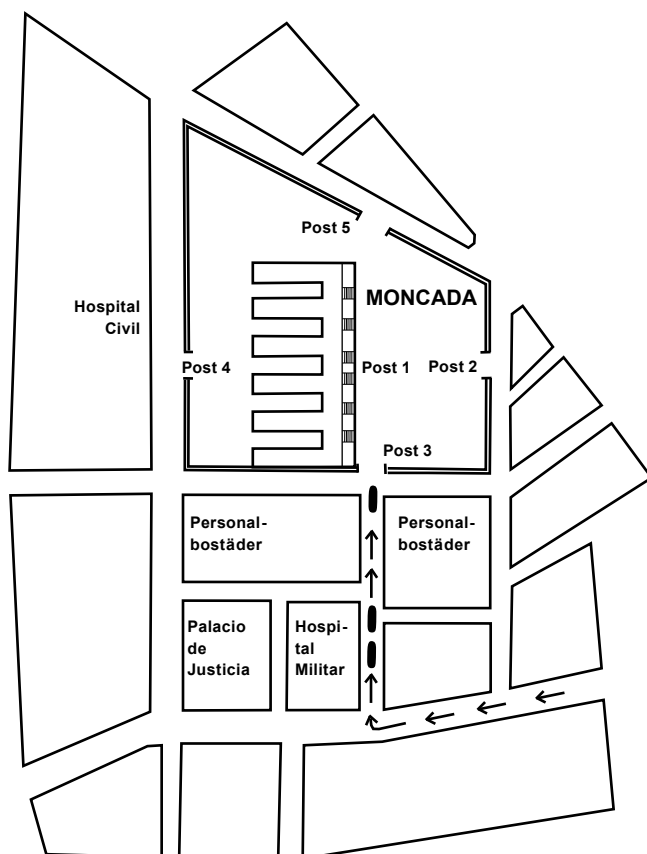 Post 5
MONCADA
Hospital
Civil
Post 4
Post 1
Post 2
Post 3
Personal-
bostäder
Personal-
bostäder
Palacio
de
Justicia
Hospi-
tal
Militar